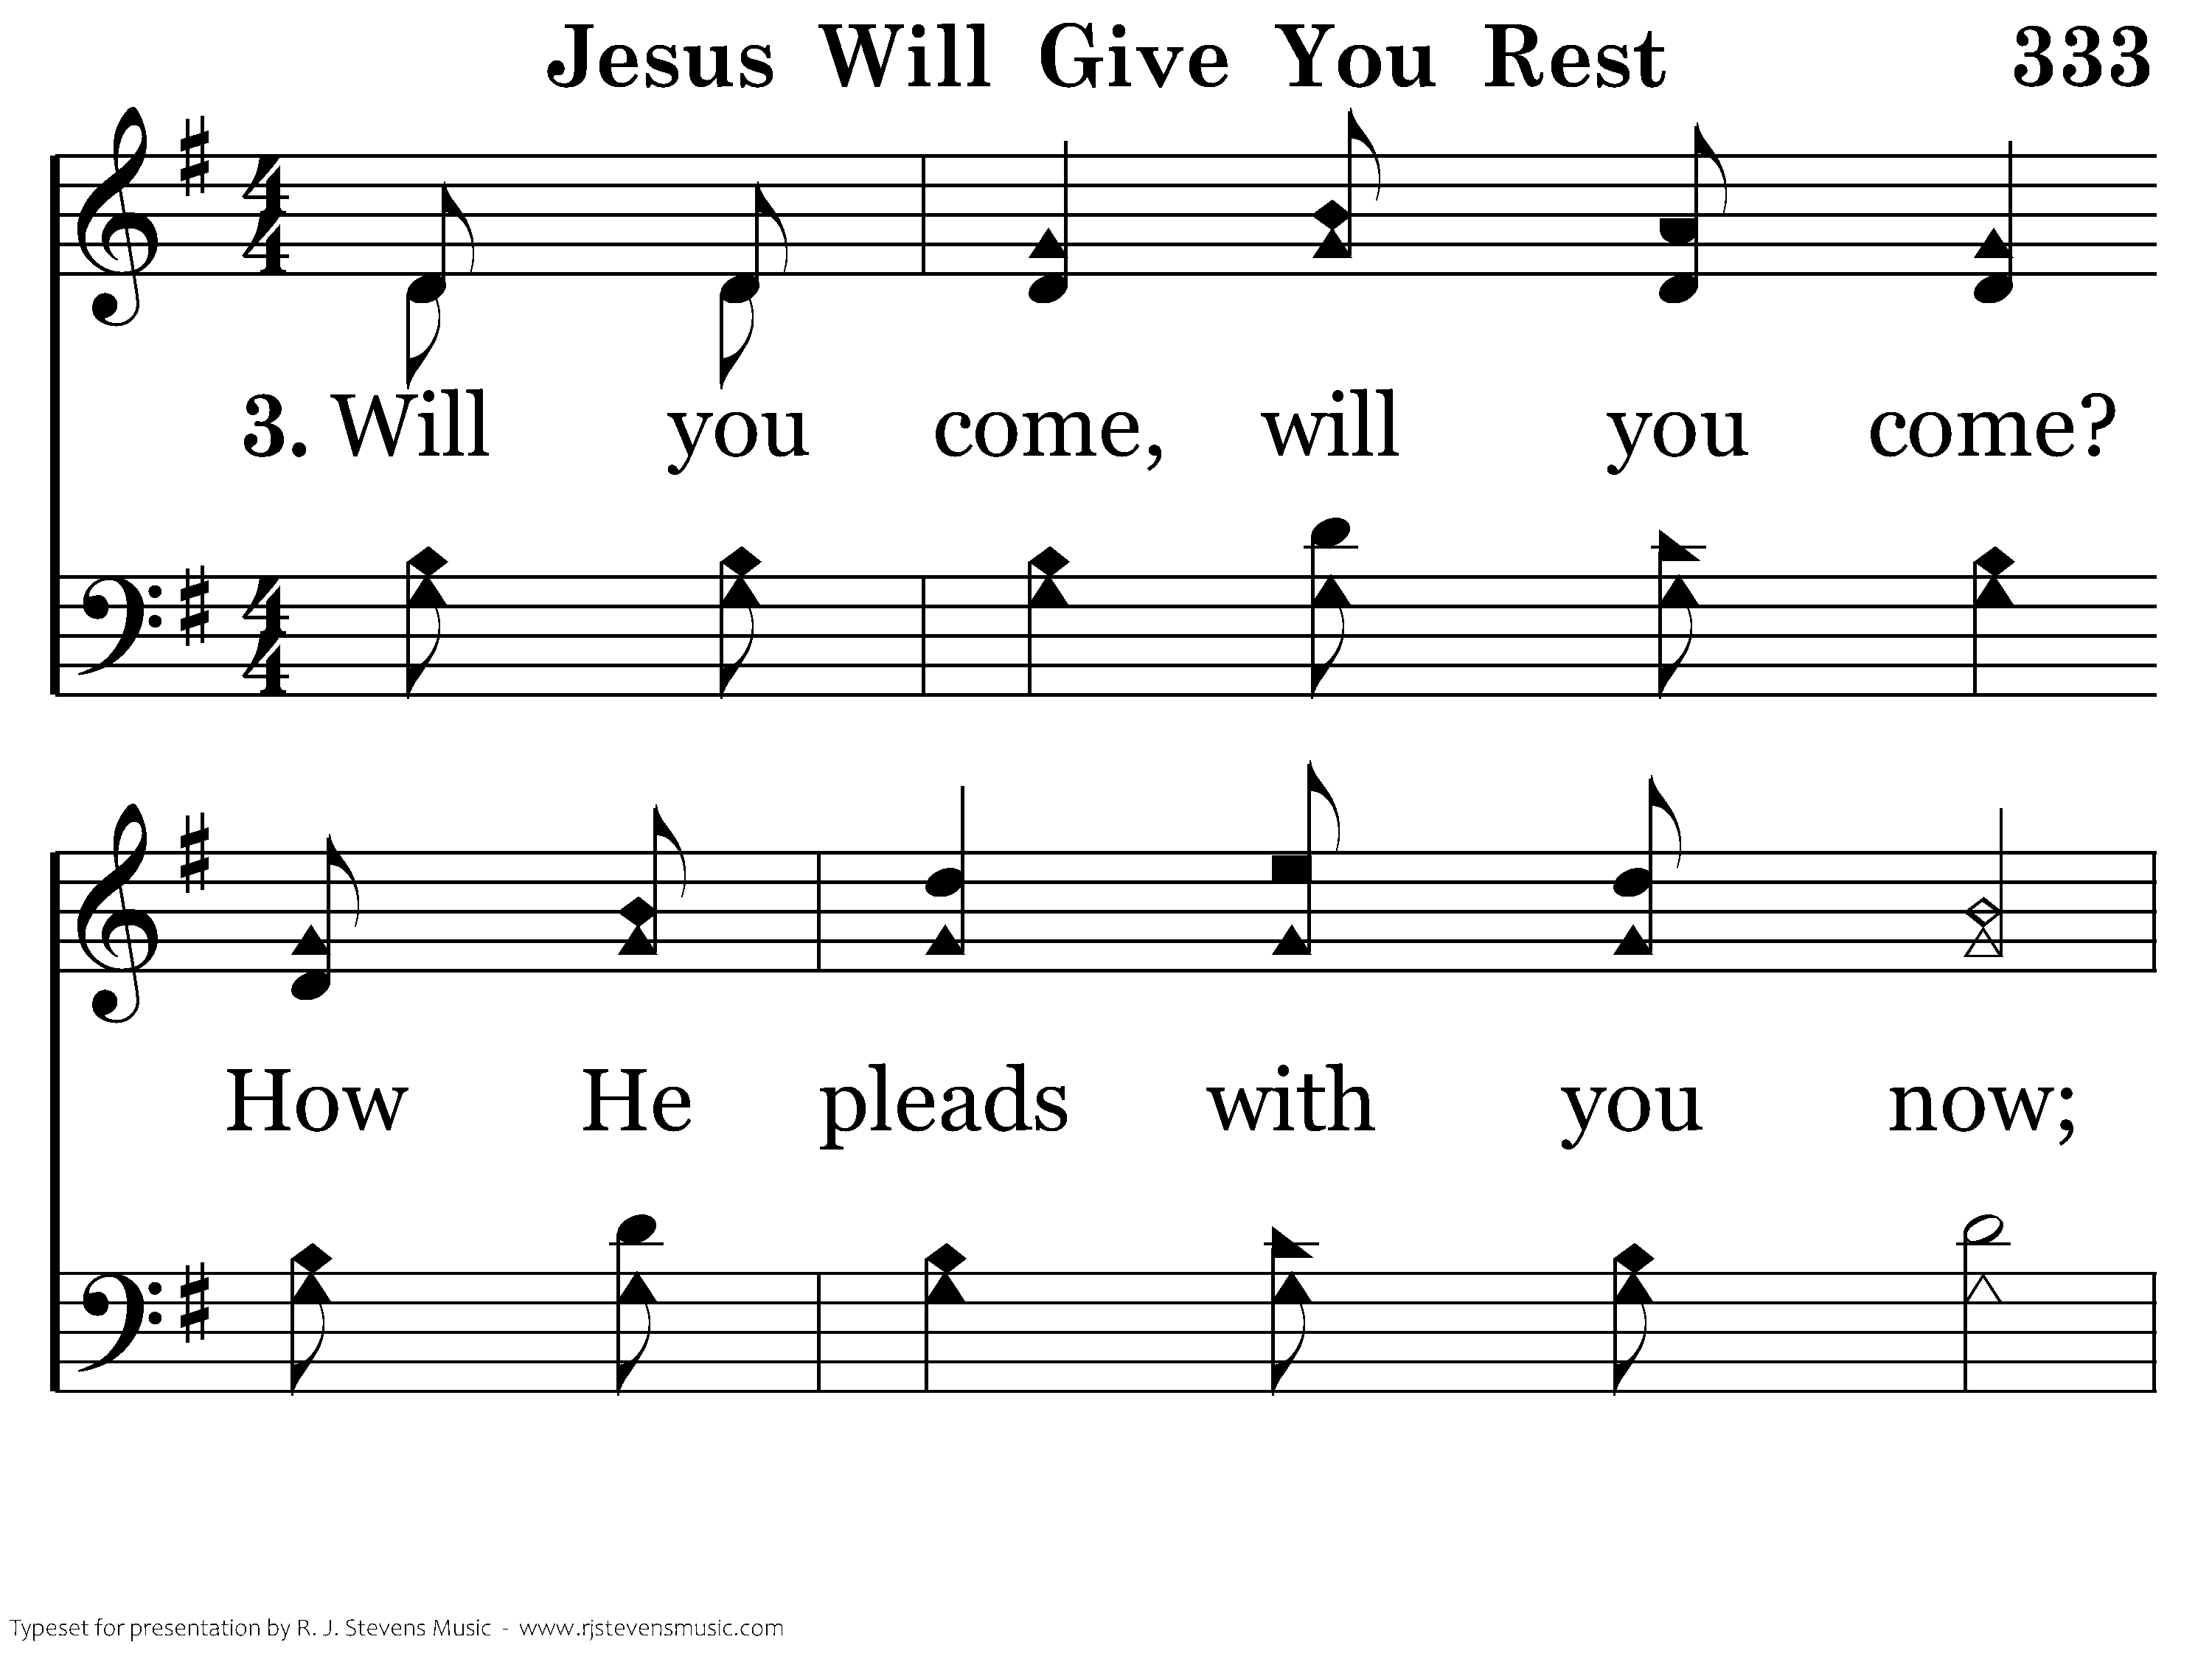 Jesus Will Give You Rest 333
3. Will you come, will you come?
How He pleads with you now;
Typeset for presentation by R. J. Stevens Music - www.rjstevensmusic.com